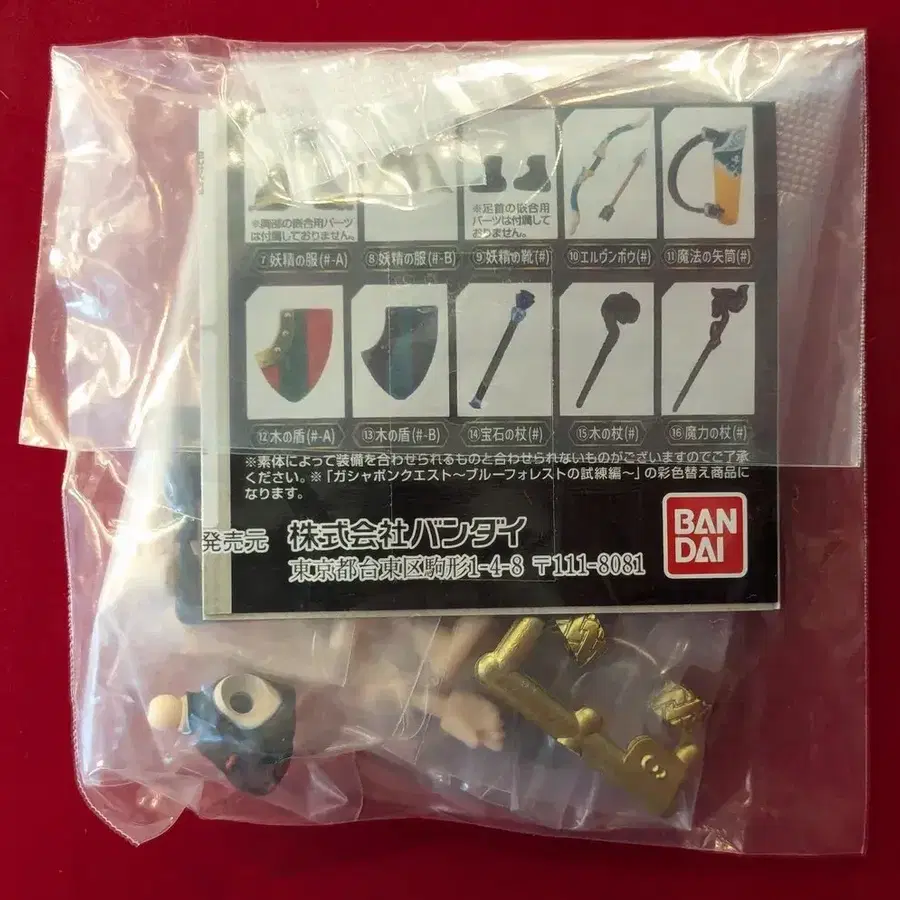 ※胸部の嵌合用パーツ
は付属して
おりません。
※足首の嵌合用
パーツは付属して
おりません。
⑦妖精の服(#-A)
⑧妖精の服(#-B)
⑨妖精の靴(#)
⑩エルヴンボウ(#)
⑪魔法の矢筒(#)
⑫木の盾(#-A)
⑬木の盾(#-B)
⑭宝石の杖(#)
⑮木の杖(#)
⑯魔力の杖(#)
※素体によって装備を合わせられるものと合わせられないものがございますのでご了承
ください。※「ガシャポンクエスト~ブルーフォレストの試練編~」の彩色替え商品に
なります。
発売元 株式会社バンダイ
東京都台東区駒形1-4-8 〒111-8081
BAN
DAI